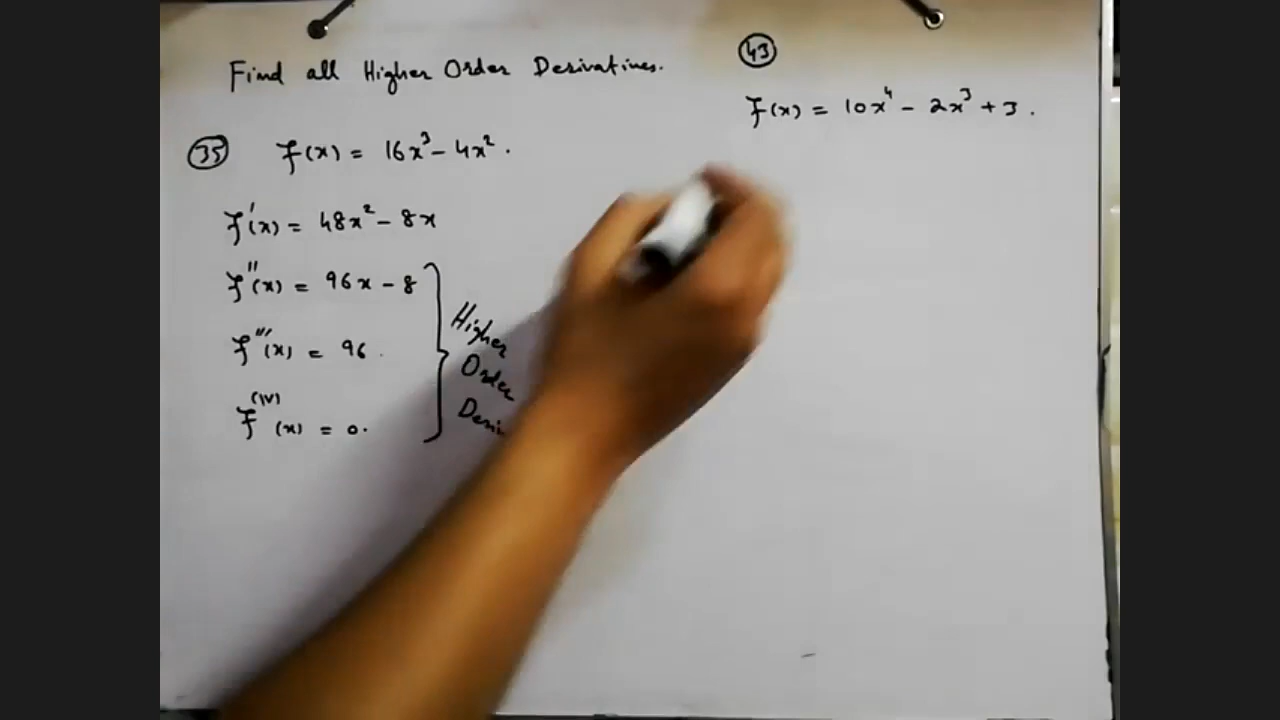 Find all Higher Order Derivatives.
35 f(x) = 16x³ - 4x².
f'(x) = 48x² - 8x
f''(x) = 96x - 8
f'''(x) = 96.
f^(IV)(x) = 0.
Higher
Order
43
f(x) = 10x⁴ - 2x³ + 3.